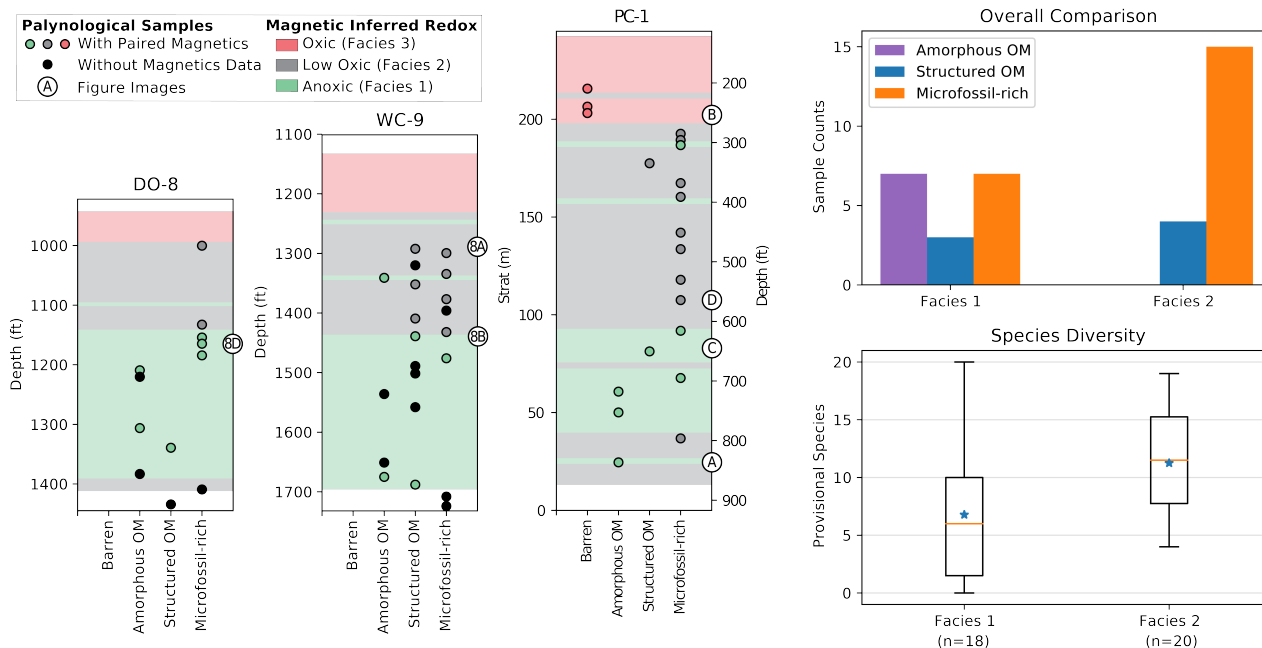 Palynological Samples
With Paired Magnetics
Without Magnetics Data
A Figure Images
Magnetic Inferred Redox
Oxic (Facies 3)
Low Oxic (Facies 2)
Anoxic (Facies 1)
DO-8
Depth (ft)
1000
1100
1200
1300
1400
8D
Barren
Amorphous OM
Structured OM
Microfossil-rich
WC-9
Depth (ft)
1100
1200
1300
1400
1500
1600
1700
8A
8B
Barren
Amorphous OM
Structured OM
Microfossil-rich
PC-1
Strat (m)
200
150
100
50
0
B
D
C
A
200
300
400
500
600
700
800
900
Depth (ft)
Barren
Amorphous OM
Structured OM
Microfossil-rich
Overall Comparison
Amorphous OM
Structured OM
Microfossil-rich
Sample Counts
15
10
5
0
Facies 1
Facies 2
Species Diversity
Provisional Species
20
15
10
5
0
Facies 1
(n=18)
Facies 2
(n=20)